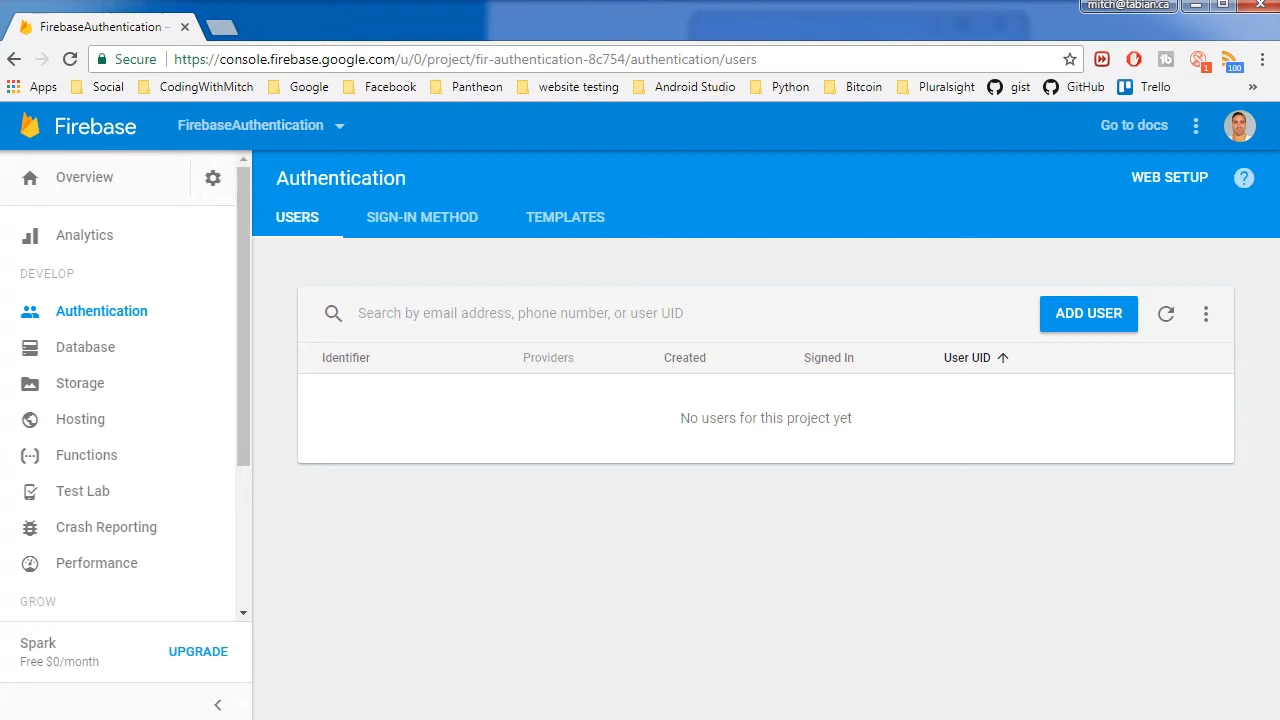 mitch@tabian.ca
FirebaseAuthentication –
Secure https://console.firebase.google.com/u/0/project/fir-authentication-8c754/authentication/users
1 100
Apps Social CodingWithMitch Google Facebook Pantheon website testing Android Studio Python Bitcoin Pluralsight gist GitHub Trello »
Firebase FirebaseAuthentication Go to docs
Overview
Authentication WEB SETUP ?
USERS SIGN-IN METHOD TEMPLATES
Analytics
DEVELOP
Authentication
Database
Storage
Hosting
Functions
Test Lab
Crash Reporting
Performance
GROW
Spark
Free $0/month
UPGRADE
Search by email address, phone number, or user UID
ADD USER
Identifier Providers Created Signed In User UID
No users for this project yet